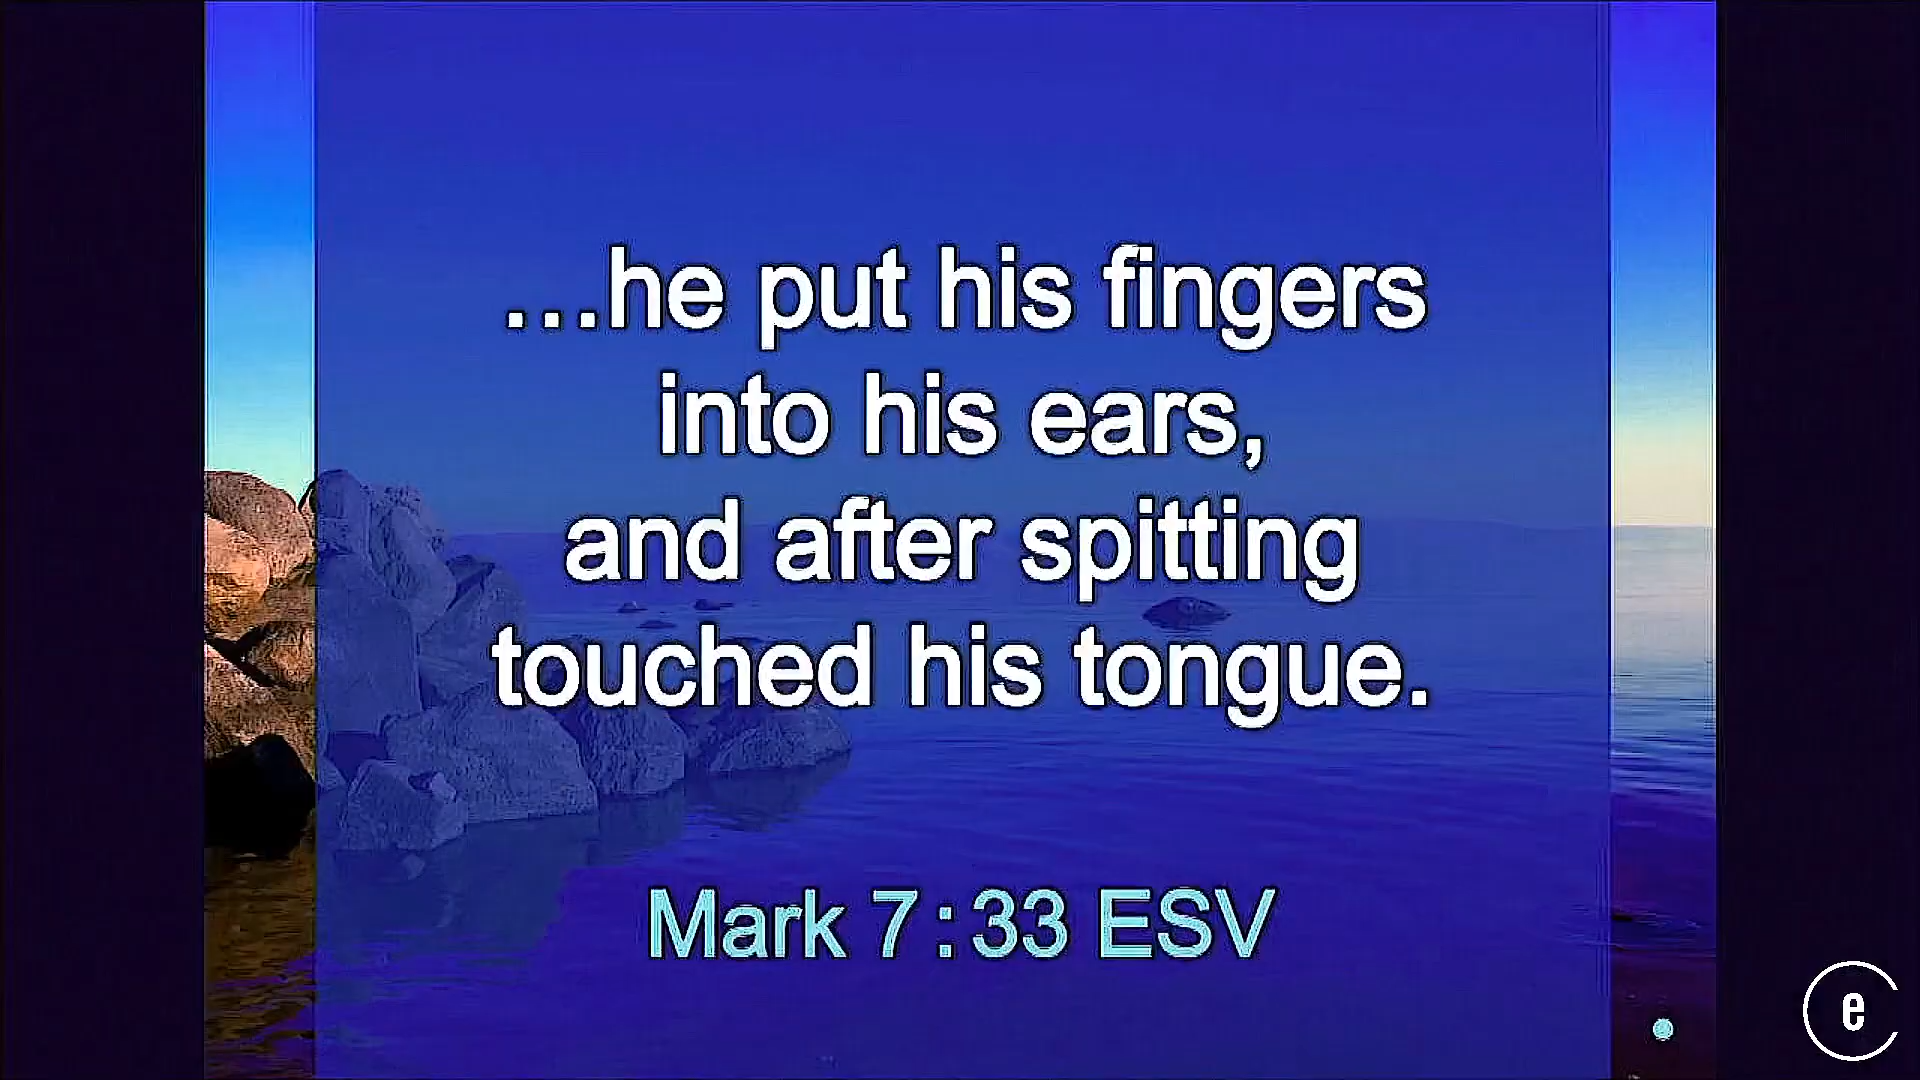 …he put his fingers
into his ears,
and after spitting
touched his tongue.
Mark 7:33 ESV
e